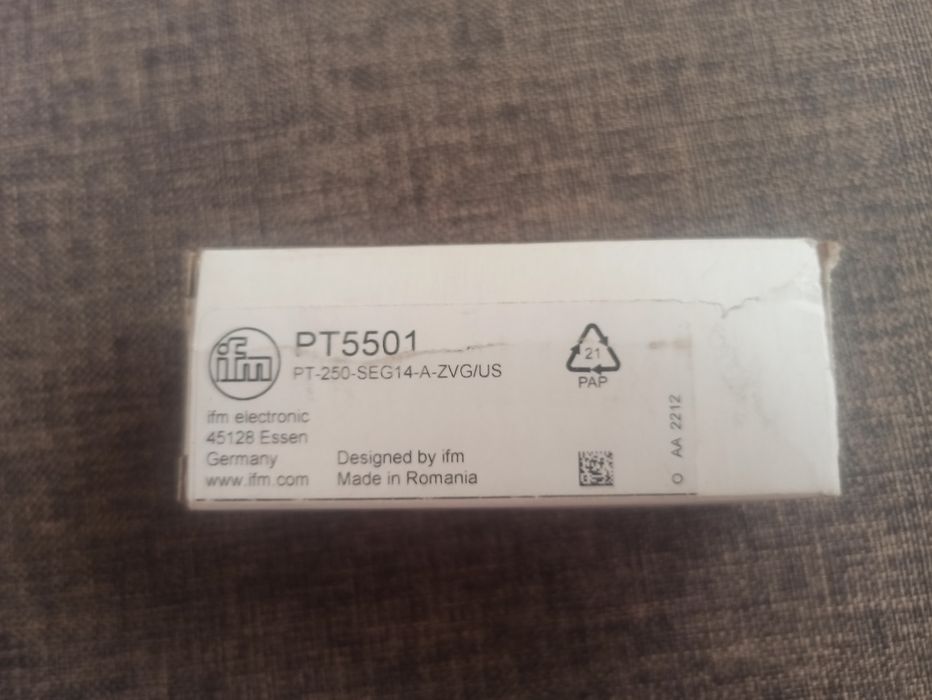 ifm
PT5501
PT-250-SEG14-A-ZVG/US
ifm electronic
45128 Essen
Germany
www.ifm.com
Designed by ifm
Made in Romania
21
PAP
O AA 2212